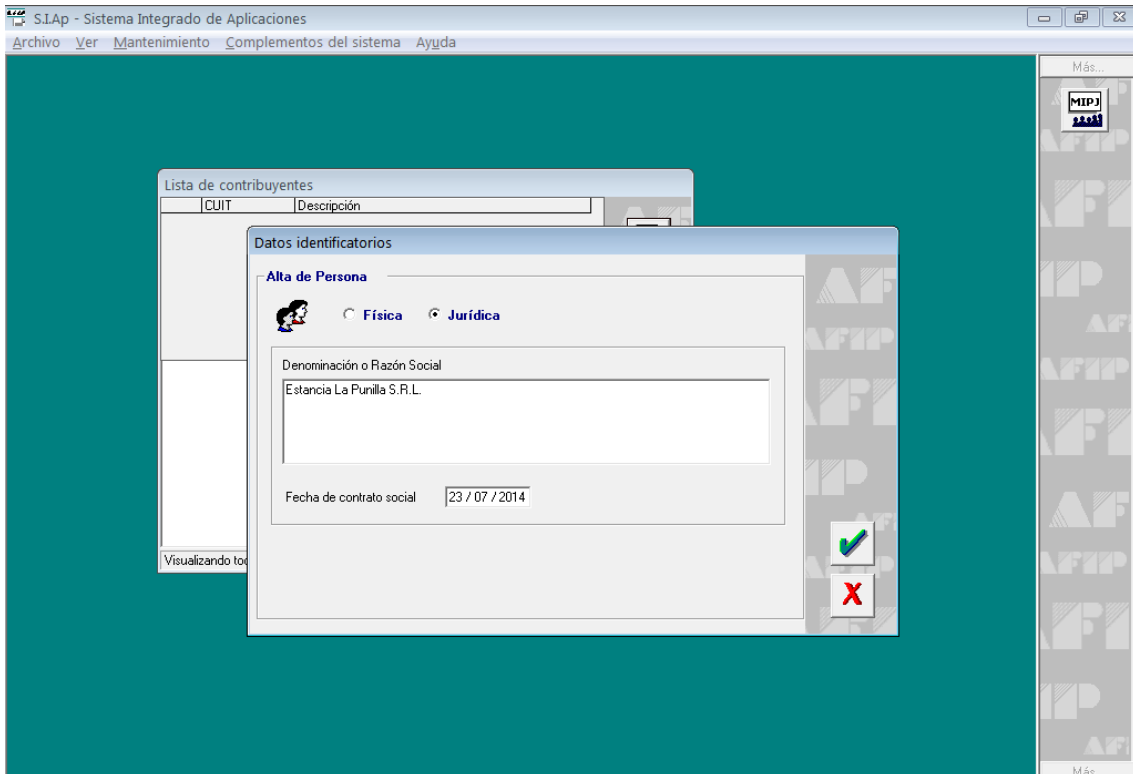 S.I.Ap - Sistema Integrado de Aplicaciones
Archivo Ver Mantenimiento Complementos del sistema Ayuda
Más...
MIPJ
Lista de contribuyentes
CUIT Descripción
Datos identificatorios
Alta de Persona
Física Jurídica
Denominación o Razón Social
Estancia La Punilla S.R.L.
Fecha de contrato social 23 / 07 / 2014
Visualizando
AFIP
Más...